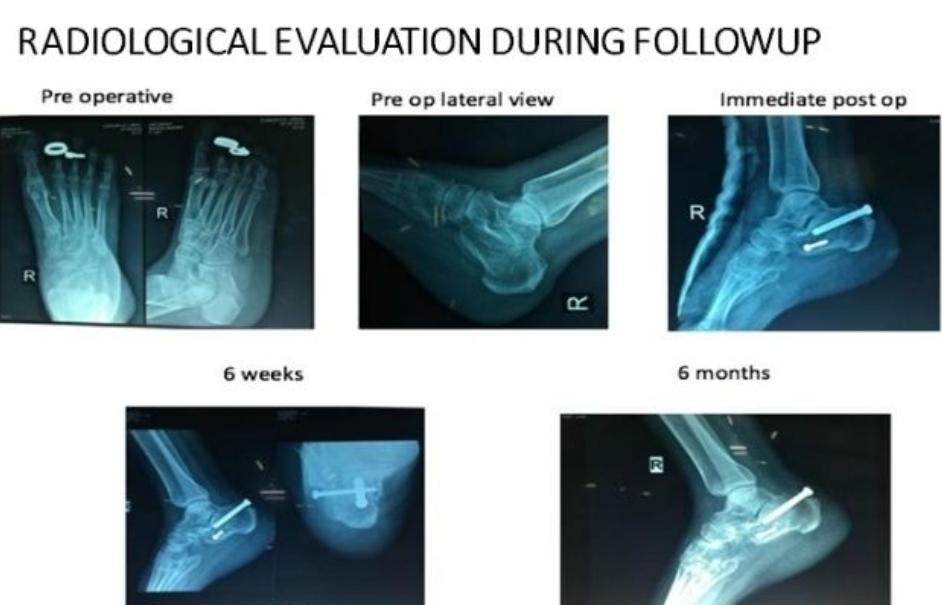 RADIOLOGICAL EVALUATION DURING FOLLOWUP
Pre operative
Pre op lateral view
Immediate post op
R
R
R
R
6 weeks
6 months
R